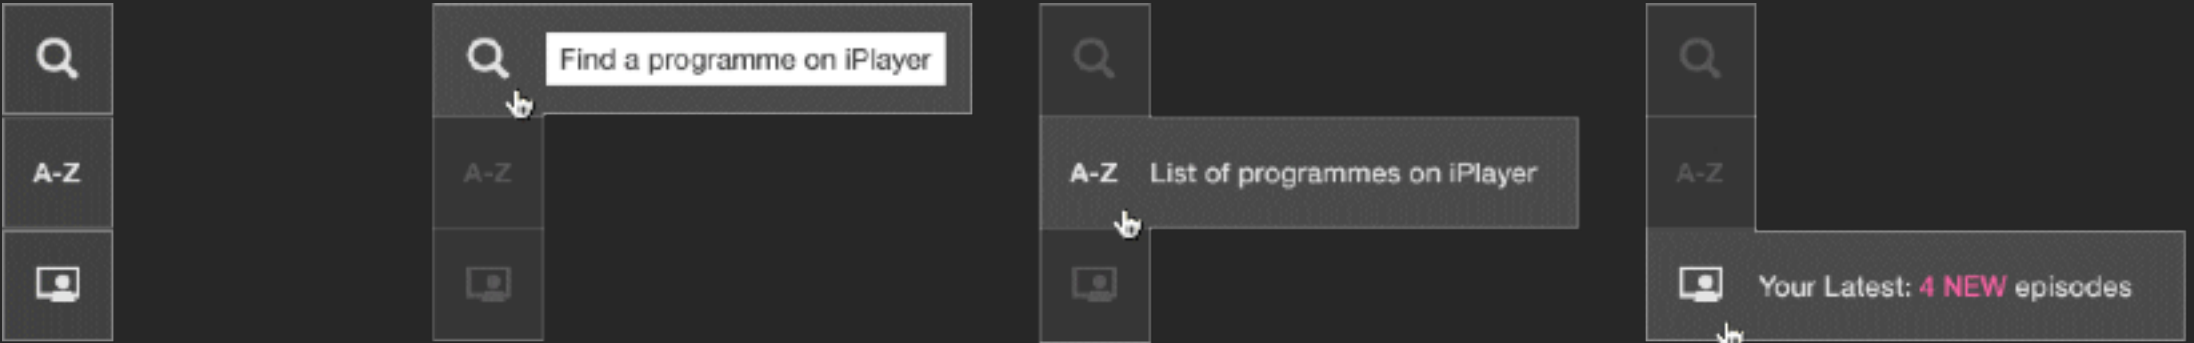 A-Z
Find a programme on iPlayer
A-Z
A-Z List of programmes on iPlayer
A-Z
Your Latest: 4 NEW episodes